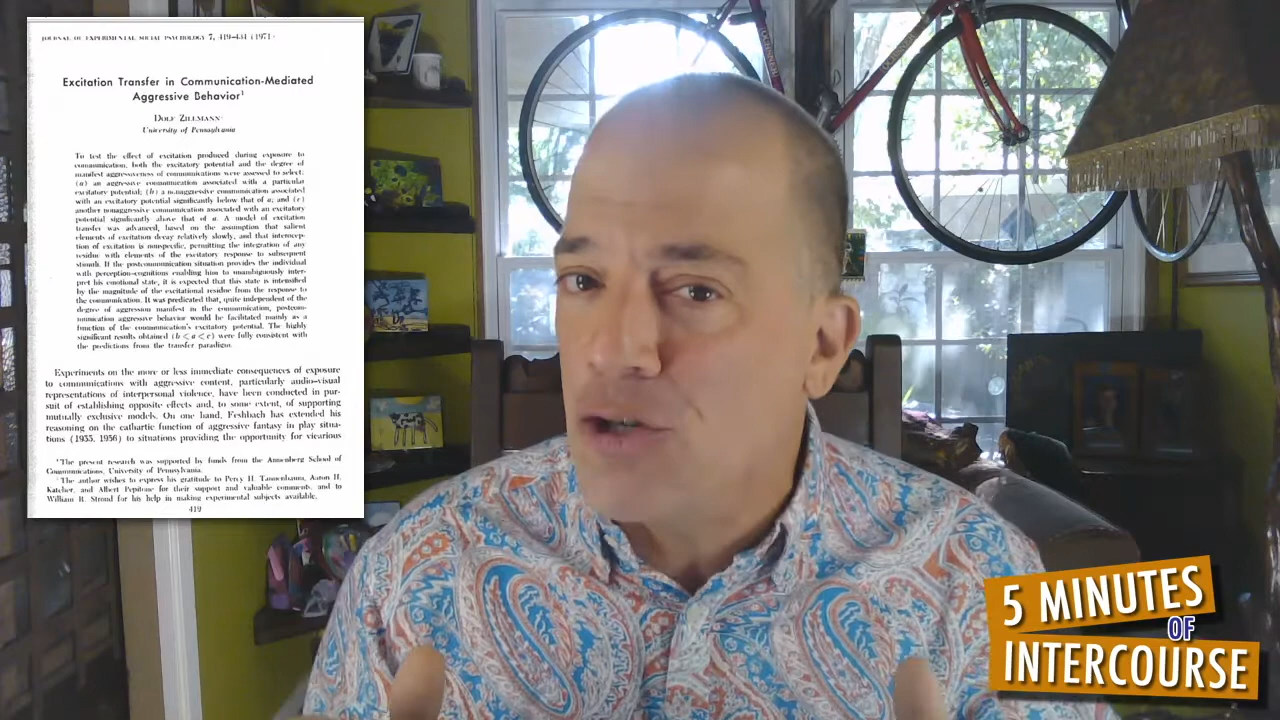 JOURNAL OF EXPERIMENTAL SOCIAL PSYCHOLOGY 7, 419–434 (1971)
Excitation Transfer in Communication-Mediated
Aggressive Behavior¹
DOLF ZILLMANN
University of Pennsylvania
To test the effect of excitation produced during exposure to
communication, both the excitatory potential and the degree of
manifest aggressiveness of communications were assessed to select:
(a) an aggressive communication associated with a particular
excitatory potential; (b) a nonaggressive communication associated
with an excitatory potential significantly below that of a; and (c)
another nonaggressive communication associated with an excitatory
potential significantly above that of a. A model of excitation
transfer was advanced, based on the assumption that salient
elements of excitation decay relatively slowly, and that interocep-
tion of excitation is nonspecific, permitting the integration of any
residue with elements of the excitatory response to subsequent
stimuli. If the postcommunication situation provides the individual
with perception-cognitions enabling him to unambiguously inter-
pret his emotional state, it is expected that this state is intensified
by the magnitude of the excitational residue from the response to
the communication. It was predicated that, quite independent of the
degree of aggression manifest in the communication, postcom-
munication aggressive behavior would be facilitated mainly as a
function of the communication's excitatory potential. The highly
significant results obtained (b < a < c) were fully consistent with
the predictions from the transfer paradigm.
Experiments on the more or less immediate consequences of exposure
to communications with aggressive content, particularly audio-visual
representations of interpersonal violence, have been conducted in pur-
suit of establishing opposite effects and, to some extent, of supporting
mutually exclusive models. On one hand, Feshbach has extended his
reasoning on the cathartic function of aggressive fantasy in play situa-
tions (1955, 1956) to situations providing the opportunity for vicarious
¹ The present research was supported by funds from the Annenberg School of
Communications, University of Pennsylvania.
The author wishes to express his gratitude to Percy H. Tannenbaum, Aaron H.
Katcher, and Albert Pepitone for their support and valuable comments, and to
William R. Strond for his help in making experimental subjects available.
419
5 MINUTES
OF
INTERCOURSE